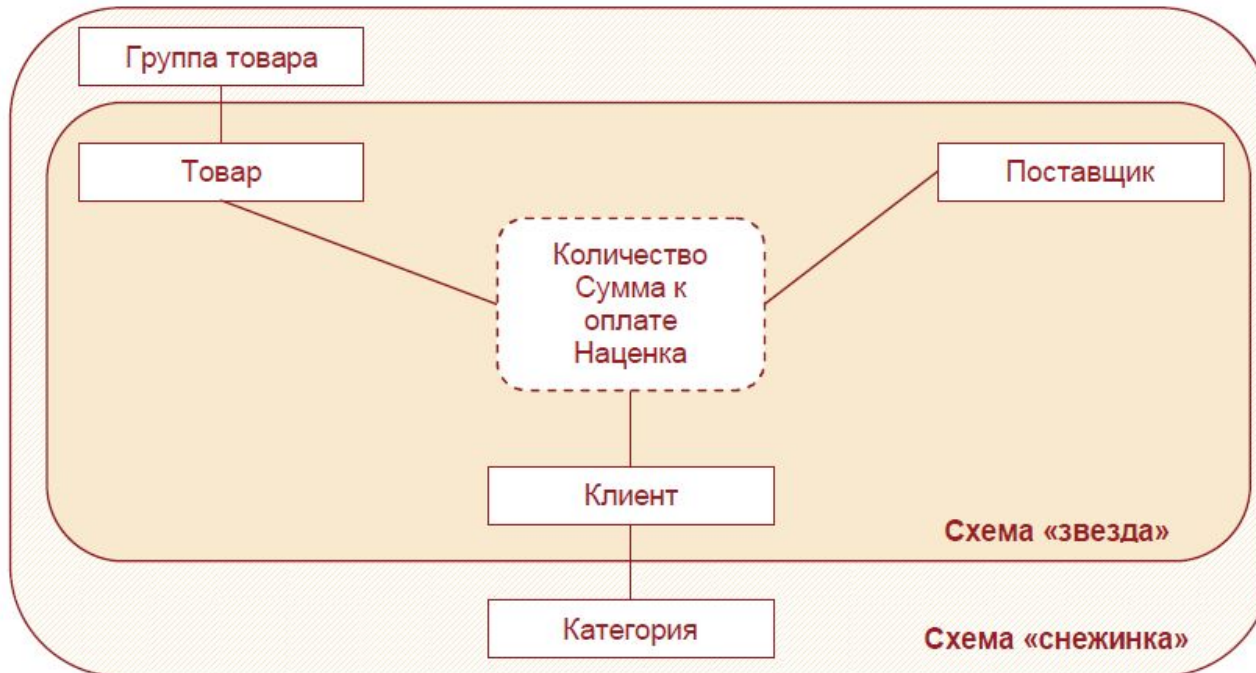 Группа товара
Товар
Поставщик
Количество
Сумма к
оплате
Наценка
Клиент
Схема «звезда»
Категория
Схема «снежинка»